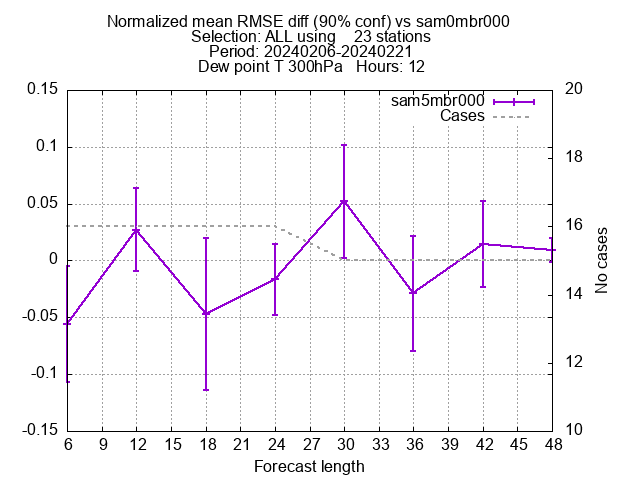 Normalized mean RMSE diff (90% conf) vs sam0mbr000
Selection: ALL using    23 stations
Period: 20240206-20240221
Dew point T 300hPa   Hours: 12
0.15
0.1
0.05
0
-0.05
-0.1
-0.15
20
18
16
14
12
10
sam5mbr000
Cases
No cases
6 9 12 15 18 21 24 27 30 33 36 39 42 45 48
Forecast length